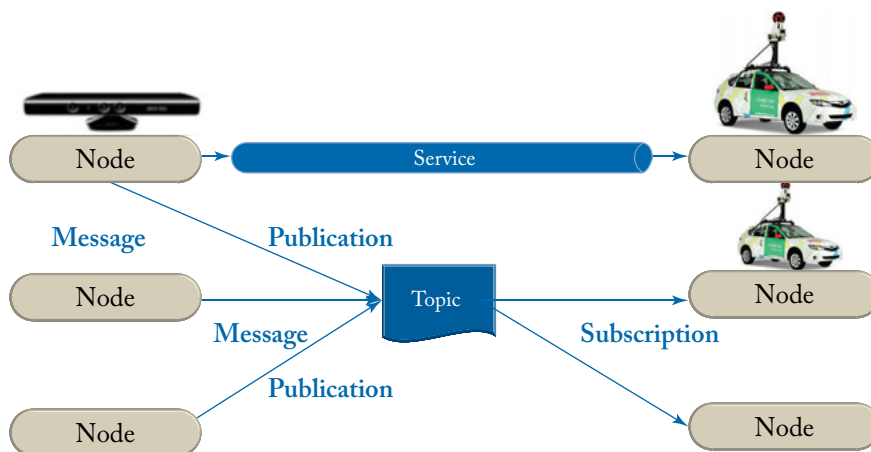 Node
Service
Node
Message
Publication
Node
Topic
Node
Message
Subscription
Publication
Node
Node